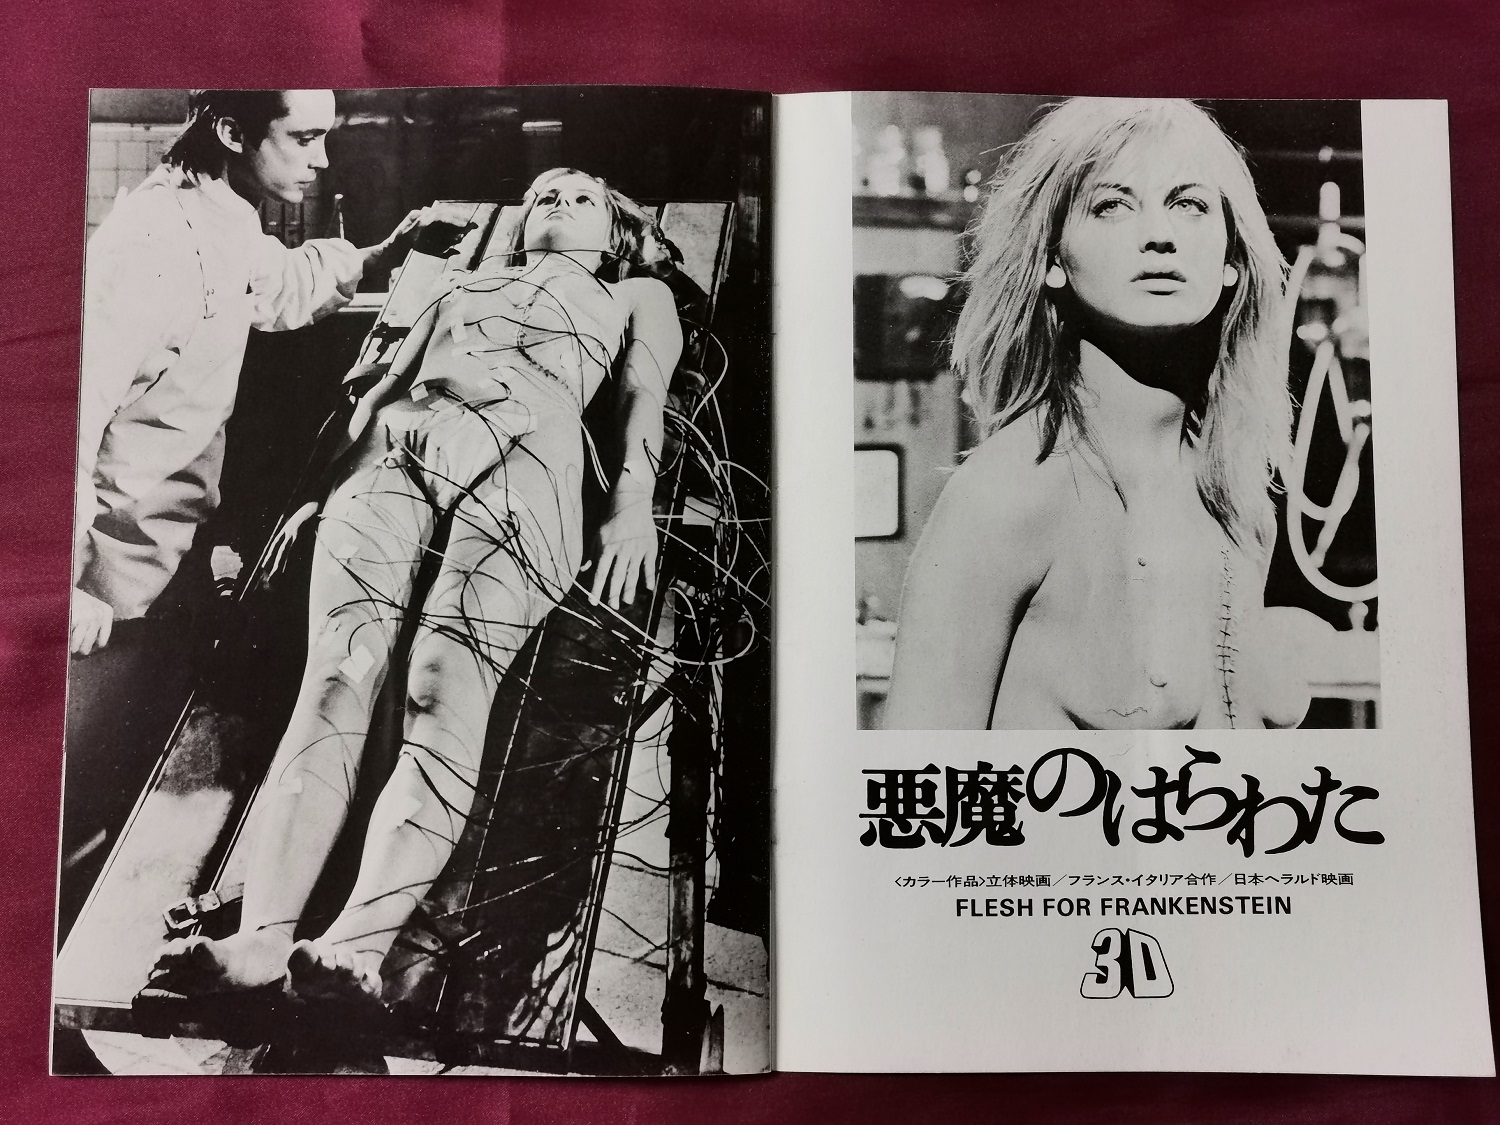 悪魔のはらわた
〈カラー作品〉立体映画／フランス・イタリア合作／日本ヘラルド映画
FLESH FOR FRANKENSTEIN
3D